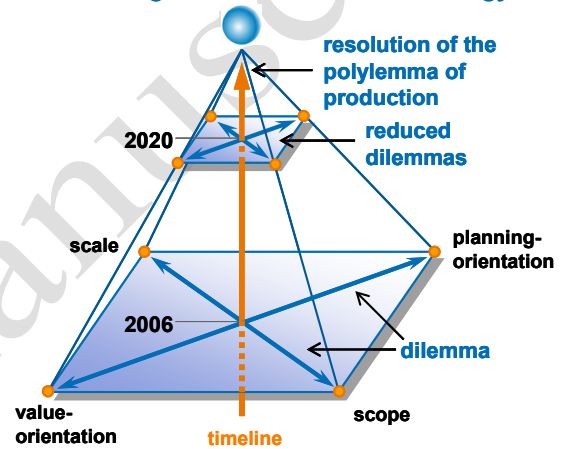 resolution of the
polylemma of
production
2020
reduced
dilemmas
scale
planning-
orientation
2006
dilemma
value-
orientation
scope
timeline